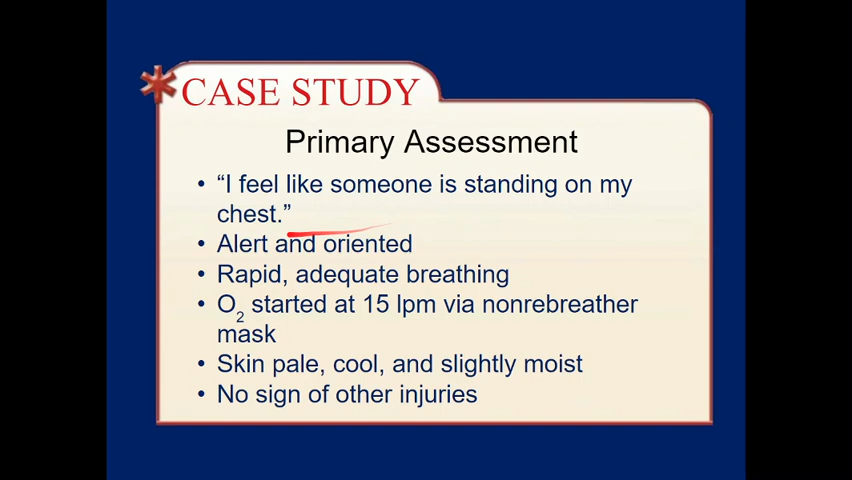 CASE STUDY
Primary Assessment
• “I feel like someone is standing on my
chest.”
• Alert and oriented
• Rapid, adequate breathing
• O2 started at 15 lpm via nonrebreather
mask
• Skin pale, cool, and slightly moist
• No sign of other injuries